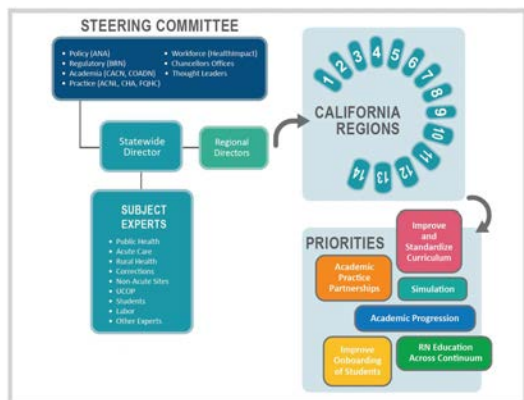 STEERING COMMITTEE
• Policy (ANA)
• Regulatory (BRN)
• Academia (CACN, COADN)
• Practice (ACNL, CHA, FQHC)
• Workforce (HealthImpact)
• Chancellors Offices
• Thought Leaders
Statewide
Director
Regional
Directors
SUBJECT
EXPERTS
• Public Health
• Acute Care
• Rural Health
• Corrections
• Non-Acute Sites
• UCOP
• Students
• Labor
• Other Experts
1 2 3 4 5 6 7 8 9 10 11 12 13 14
CALIFORNIA
REGIONS
PRIORITIES
Improve
and
Standardize
Curriculum
Academic
Practice
Partnerships
Simulation
Academic Progression
Improve
Onboarding
of Students
RN Education
Across Continuum